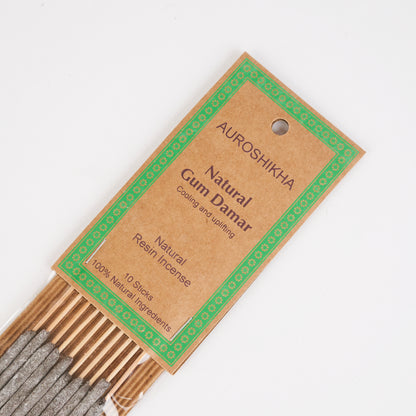 AUROSHIKHA
Natural
Gum Damar
Cooling and uplifting
Natural
Resin Incense
10 Sticks
100% Natural Ingredients